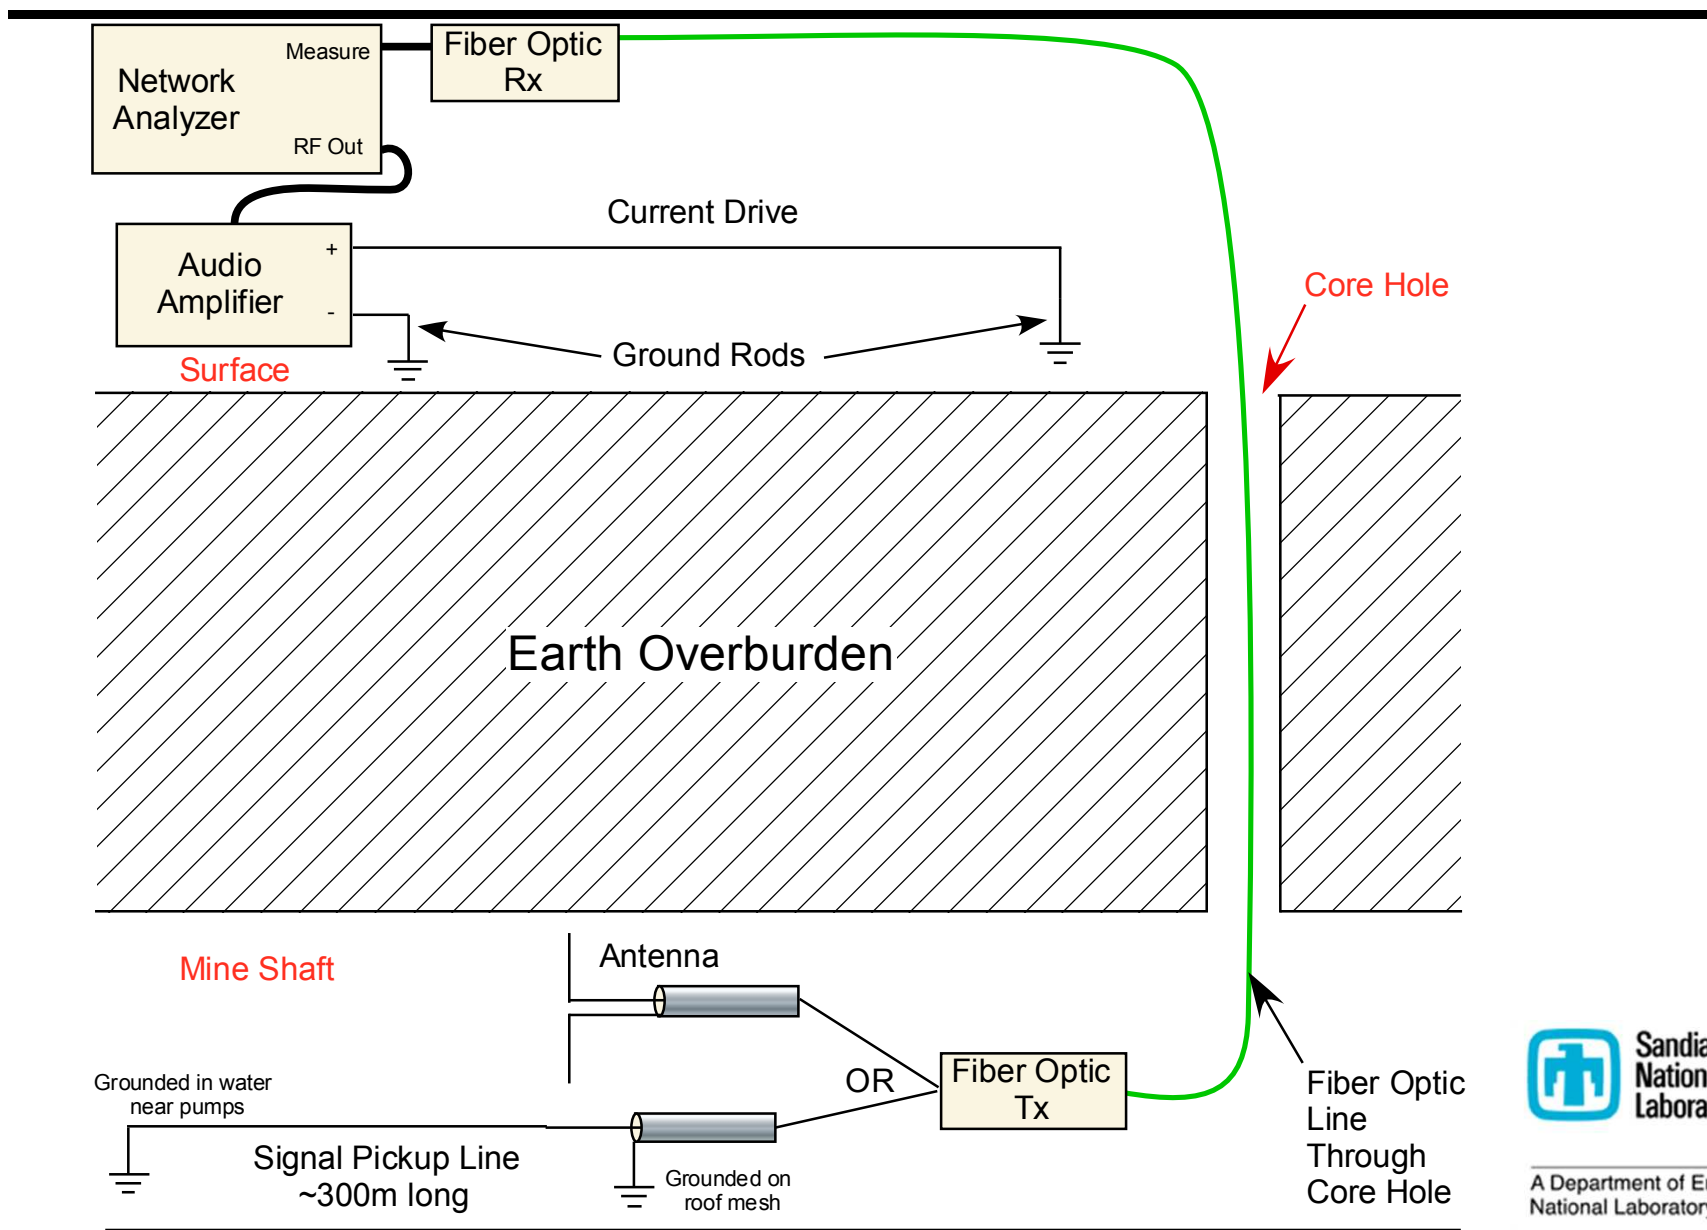 Measure
Fiber Optic
Rx
Network
Analyzer
RF Out
Current Drive
Audio
Amplifier
+
-
Core Hole
Ground Rods
Surface
Earth Overburden
Mine Shaft
Antenna
Grounded in water
near pumps
OR
Fiber Optic
Tx
Signal Pickup Line
~300m long
Grounded on
roof mesh
Fiber Optic
Line
Through
Core Hole
Sandia
Nation
Labora
A Department of E
National Laborator